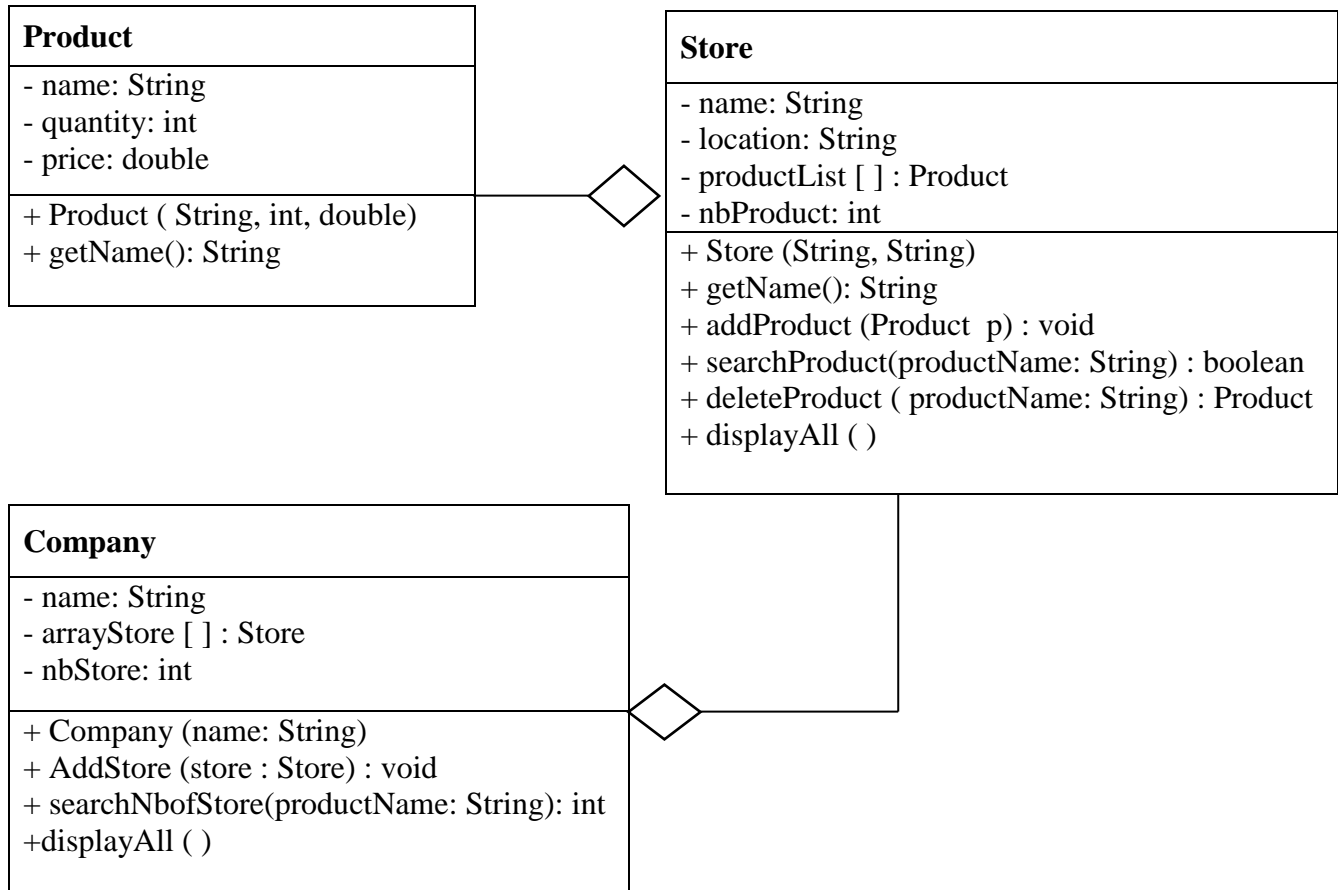 Product
- name: String
- quantity: int
- price: double
+ Product ( String, int, double)
+ getName(): String
Store
- name: String
- location: String
- productList [ ] : Product
- nbProduct: int
+ Store (String, String)
+ getName(): String
+ addProduct (Product  p) : void
+ searchProduct(productName: String) : boolean
+ deleteProduct ( productName: String) : Product
+ displayAll ( )
Company
- name: String
- arrayStore [ ] : Store
- nbStore: int
+ Company (name: String)
+ AddStore (store : Store) : void
+ searchNbofStore(productName: String): int
+displayAll ( )